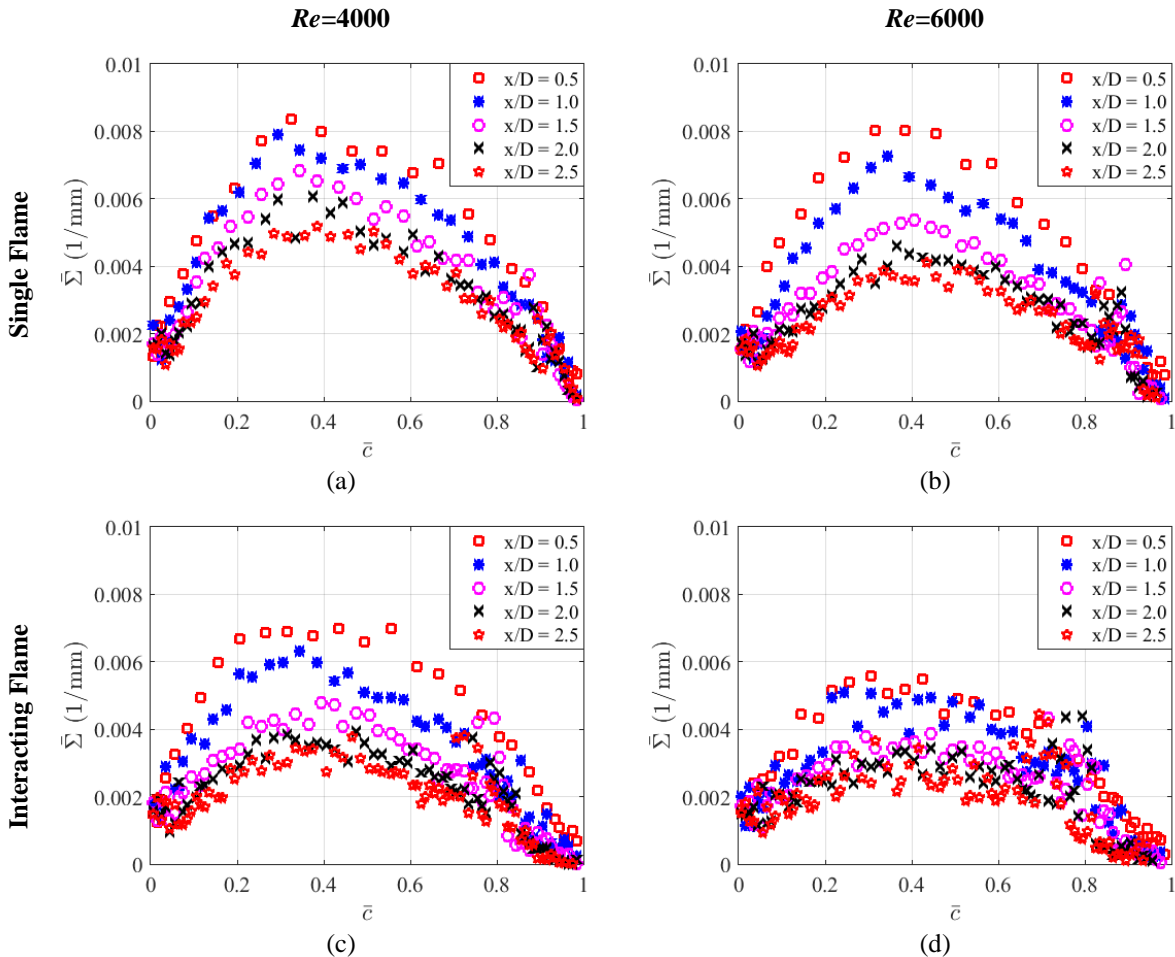 Re=4000 Re=6000
Single Flame
0.01
0.008
0.006
0.004
0.002
0
Σ̄ (1/mm)
x/D = 0.5
x/D = 1.0
x/D = 1.5
x/D = 2.0
x/D = 2.5
0 0.2 0.4 0.6 0.8 1
c̄
(a)
0.01
0.008
0.006
0.004
0.002
0
Σ̄ (1/mm)
x/D = 0.5
x/D = 1.0
x/D = 1.5
x/D = 2.0
x/D = 2.5
0 0.2 0.4 0.6 0.8 1
c̄
(b)
Interacting Flame
0.01
0.008
0.006
0.004
0.002
0
Σ̄ (1/mm)
x/D = 0.5
x/D = 1.0
x/D = 1.5
x/D = 2.0
x/D = 2.5
0 0.2 0.4 0.6 0.8 1
c̄
(c)
0.01
0.008
0.006
0.004
0.002
0
Σ̄ (1/mm)
x/D = 0.5
x/D = 1.0
x/D = 1.5
x/D = 2.0
x/D = 2.5
0 0.2 0.4 0.6 0.8 1
c̄
(d)